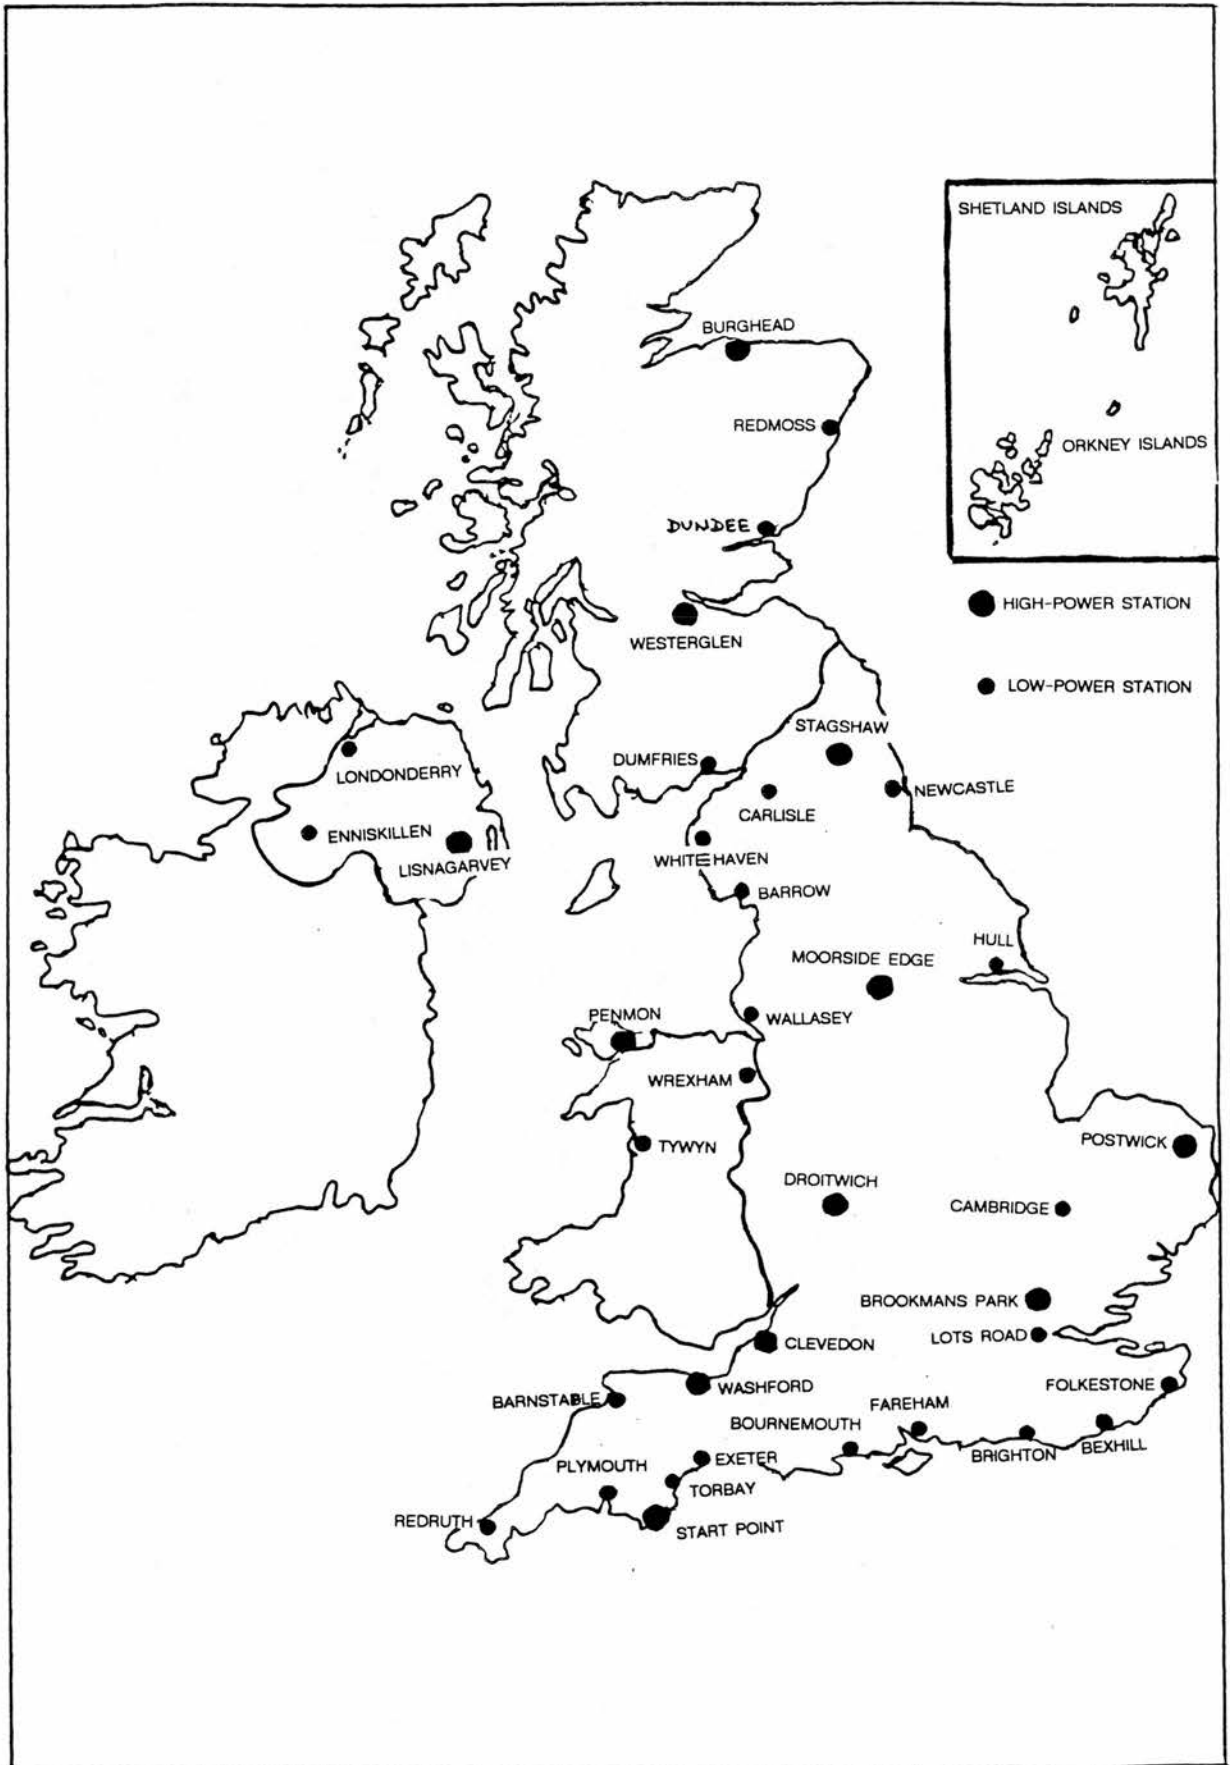 SHETLAND ISLANDS
BURGHEAD
REDMOSS
ORKNEY ISLANDS
DUNDEE
HIGH-POWER STATION
WESTERGLEN
LOW-POWER STATION
STAGSHAW
DUMFRIES
LONDONDERRY
NEWCASTLE
CARLISLE
ENNISKILLEN
LISNAGARVEY
WHITEHAVEN
BARROW
HULL
MOORSIDE EDGE
PENMON
WALLASEY
WREXHAM
POSTWICK
TYWYN
DROITWICH
CAMBRIDGE
BROOKMANS PARK
LOTS ROAD
CLEVEDON
FOLKESTONE
WASHFORD
BARNSTABLE
FAREHAM
BOURNEMOUTH
BEXHILL
BRIGHTON
EXETER
PLYMOUTH
TORBAY
REDRUTH
START POINT